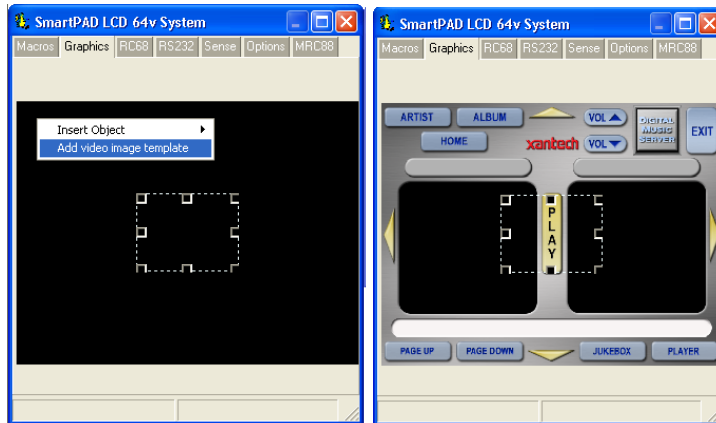 SmartPAD LCD 64v System
Macros Graphics RC68 RS232 Sense Options MRC88
Insert Object
Add video image template
SmartPAD LCD 64v System
Macros Graphics RC68 RS232 Sense Options MRC88
ARTIST ALBUM VOL DIGITAL MUSIC SERVER EXIT
HOME xantech VOL
PLAY
PAGE UP PAGE DOWN JUKEBOX PLAYER